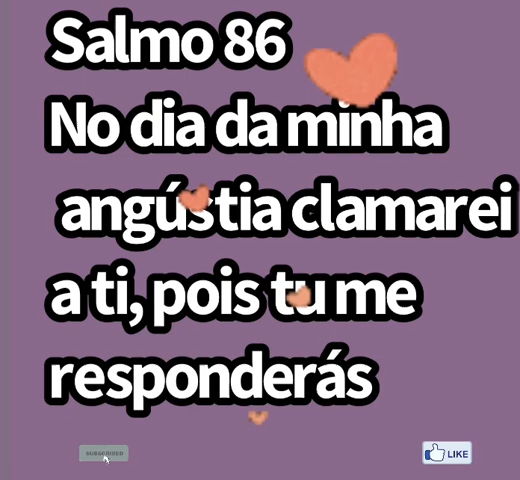 Salmo 86
No dia da minha
angústia clamarei
a ti, pois tu me
responderás
SUBSCRIBED
LIKE